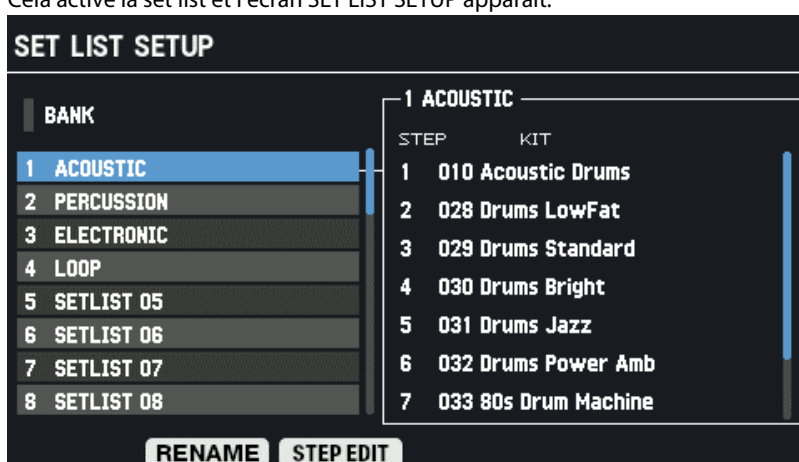 Cela active la set list et l'écran SET LIST SETUP apparaît.
SET LIST SETUP
BANK
1 ACOUSTIC
2 PERCUSSION
3 ELECTRONIC
4 LOOP
5 SETLIST 05
6 SETLIST 06
7 SETLIST 07
8 SETLIST 08
1 ACOUSTIC
STEP KIT
1 010 Acoustic Drums
2 028 Drums LowFat
3 029 Drums Standard
4 030 Drums Bright
5 031 Drums Jazz
6 032 Drums Power Amb
7 033 80s Drum Machine
RENAME STEP EDIT